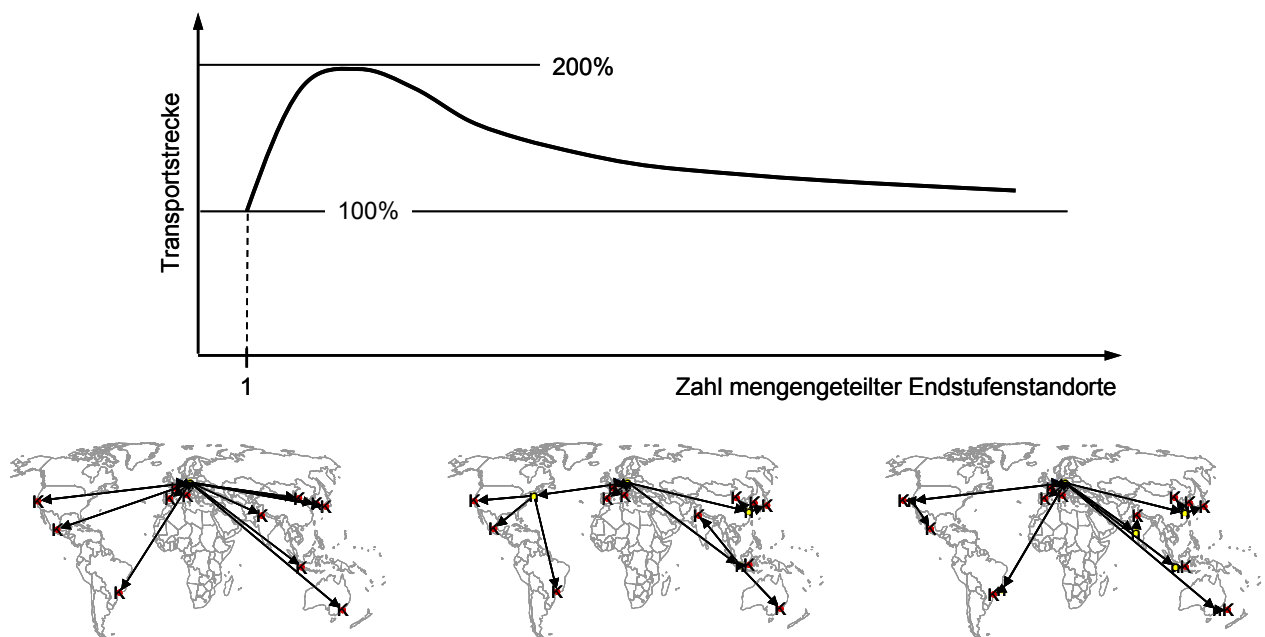 200%
Transportstrecke
100%
1
Zahl mengengeteilter Endstufenstandorte
K K K K K K K K K K
K K K K K K K K K K
K K K K K K K K K K